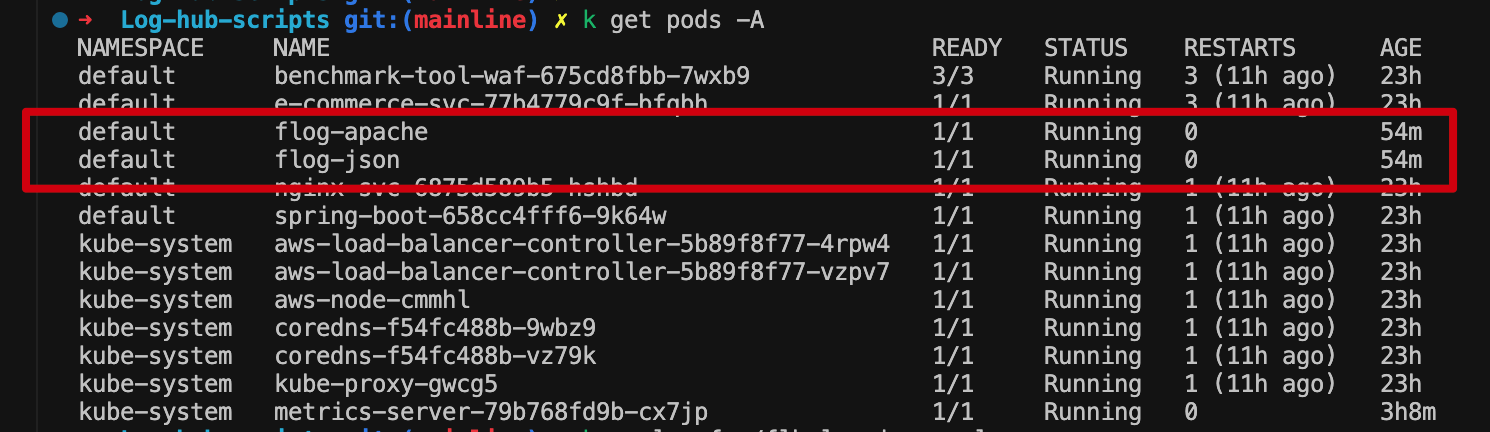 ● → Log-hub-scripts git:(mainline) ✗ k get pods -A
NAMESPACE NAME READY STATUS RESTARTS AGE
default benchmark-tool-waf-675cd8fbb-7wxb9 3/3 Running 3 (11h ago) 23h
default e-commerce-svc-77b4779c9f-bfqbh 1/1 Running 3 (11h ago) 23h
default flog-apache 1/1 Running 0 54m
default flog-json 1/1 Running 0 54m
default nginx-svc-6875d589b5-hshbd 1/1 Running 1 (11h ago) 23h
default spring-boot-658cc4fff6-9k64w 1/1 Running 1 (11h ago) 23h
kube-system aws-load-balancer-controller-5b89f8f77-4rpw4 1/1 Running 1 (11h ago) 23h
kube-system aws-load-balancer-controller-5b89f8f77-vzpv7 1/1 Running 1 (11h ago) 23h
kube-system aws-node-cmmhl 1/1 Running 1 (11h ago) 23h
kube-system coredns-f54fc488b-9wbz9 1/1 Running 1 (11h ago) 23h
kube-system coredns-f54fc488b-vz79k 1/1 Running 1 (11h ago) 23h
kube-system kube-proxy-gwcg5 1/1 Running 1 (11h ago) 23h
kube-system metrics-server-79b768fd9b-cx7jp 1/1 Running 0 3h8m